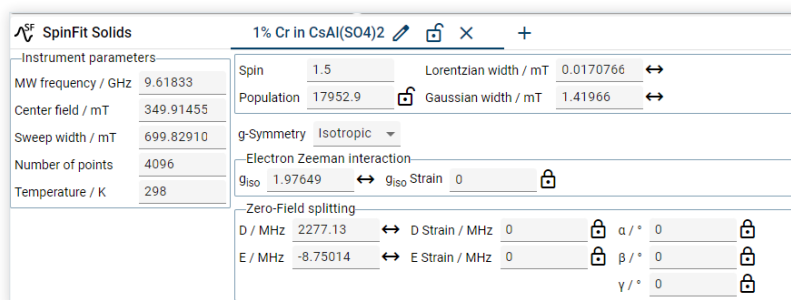 SF SpinFit Solids
1% Cr in CsAl(SO4)2 +
Instrument parameters
MW frequency / GHz 9.61833
Center field / mT 349.91455
Sweep width / mT 699.82910
Number of points 4096
Temperature / K 298
Spin 1.5 Lorentzian width / mT 0.0170766
Population 17952.9 Gaussian width / mT 1.41966
g-Symmetry Isotropic
Electron Zeeman interaction
giso 1.97649 giso Strain 0
Zero-Field splitting
D / MHz 2277.13 D Strain / MHz 0 α / ° 0
E / MHz -8.75014 E Strain / MHz 0 β / ° 0
γ / ° 0